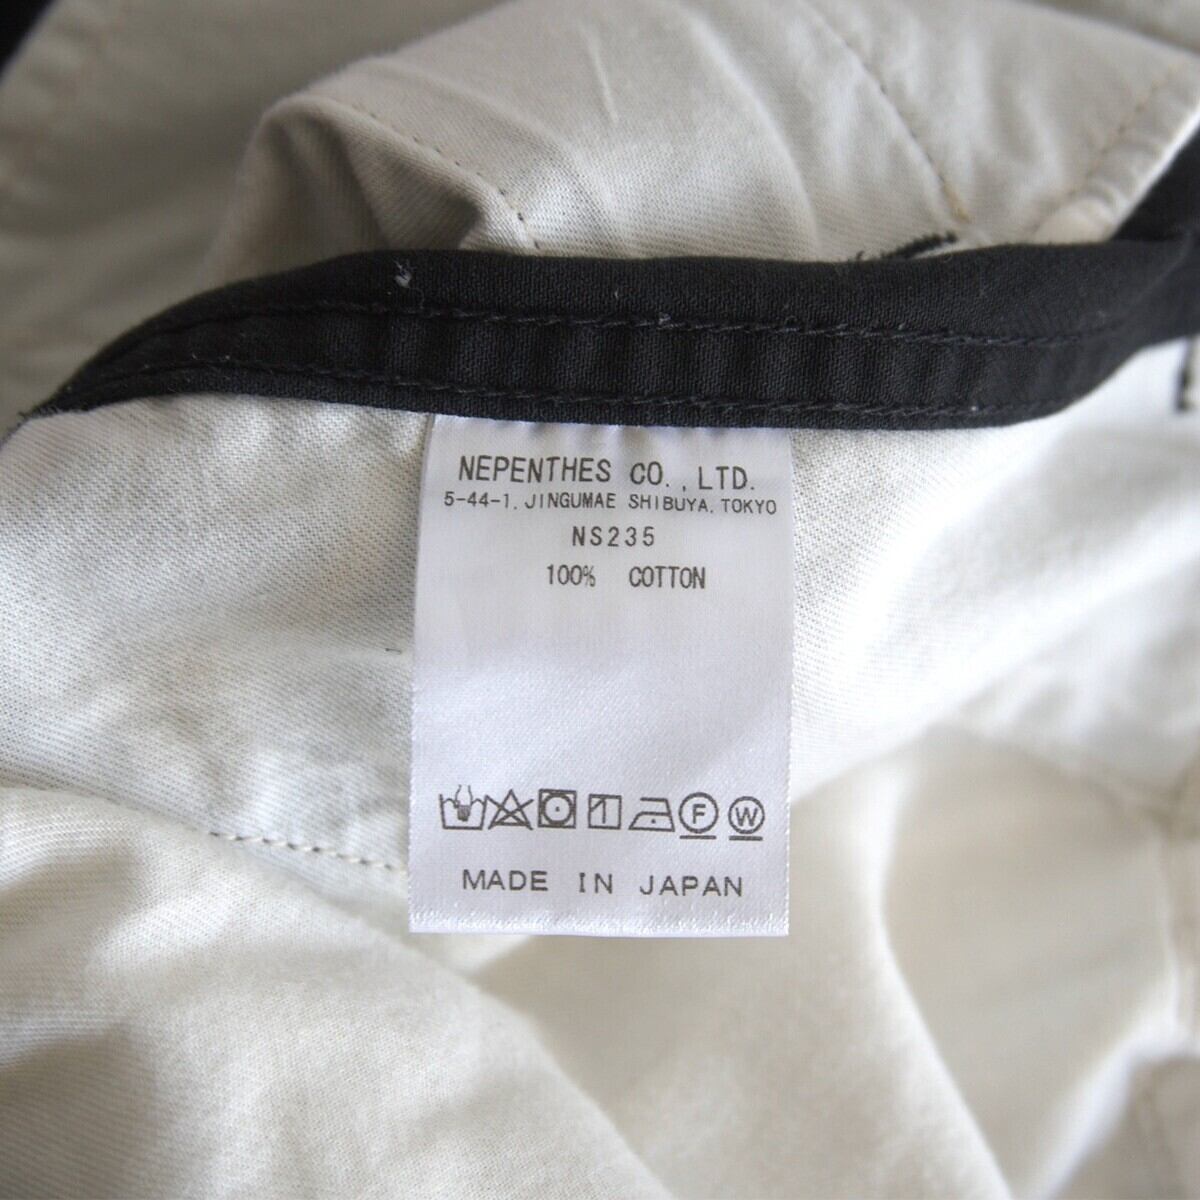 NEPENTHES CO.,LTD.
5-44-1, JINGUMAE SHIBUYA, TOKYO
NS235
100% COTTON
F W
MADE IN JAPAN